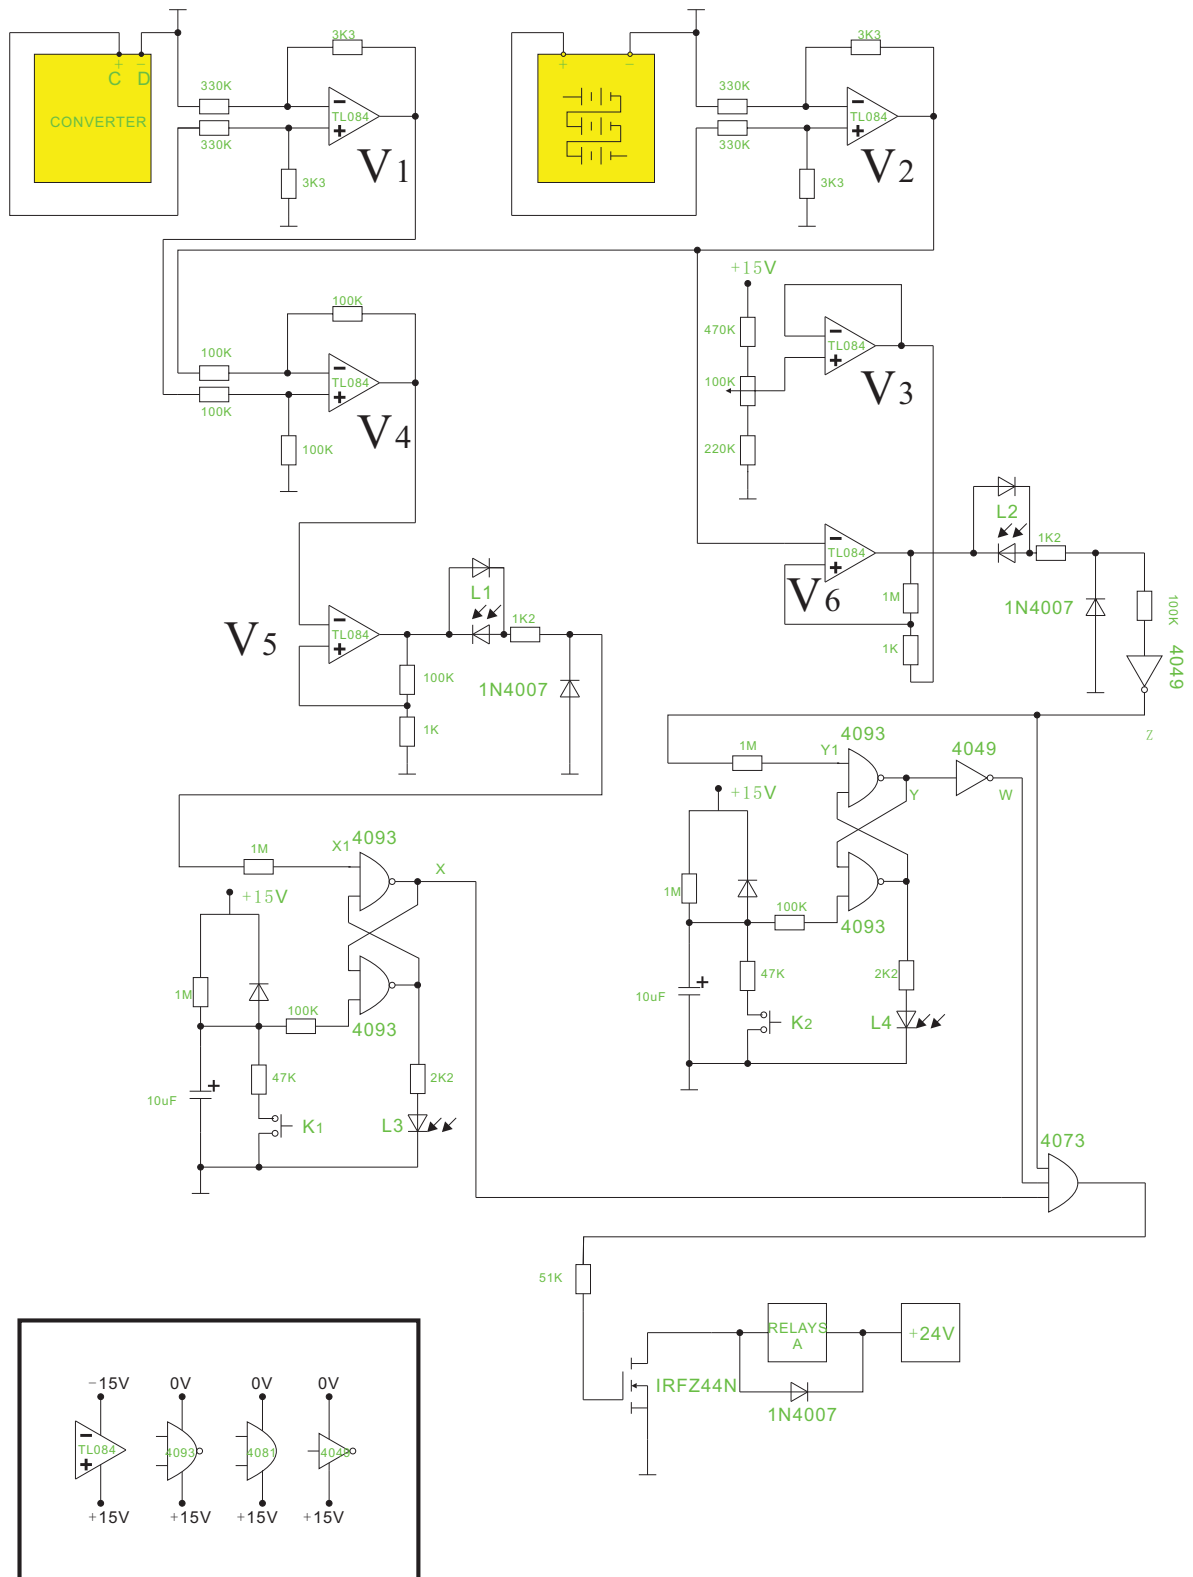 3K3
3K3
+ −
C D
+ −
330K
330K
CONVERTER
TL084
TL084
330K
330K
V1
V2
3K3
3K3
+15V
100K
470K
TL084
100K
100K
TL084
V3
100K
V4
100K
220K
L2
1K2
TL084
L1
V6
1M
1N4007
100K
4049
1K2
V5
TL084
1K
100K
1N4007
1K
Z
4093
1M
Y1
4049
+15V
Y
W
4093
1M
X1
X
1M
+15V
100K
4093
47K
2K2
1M
10uF
K2
L4
100K
4093
47K
2K2
10uF
K1
L3
4073
51K
RELAYS
A
+24V
IRFZ44N
1N4007
−15V 0V 0V 0V
TL084 4093 4081 4049
+15V +15V +15V +15V